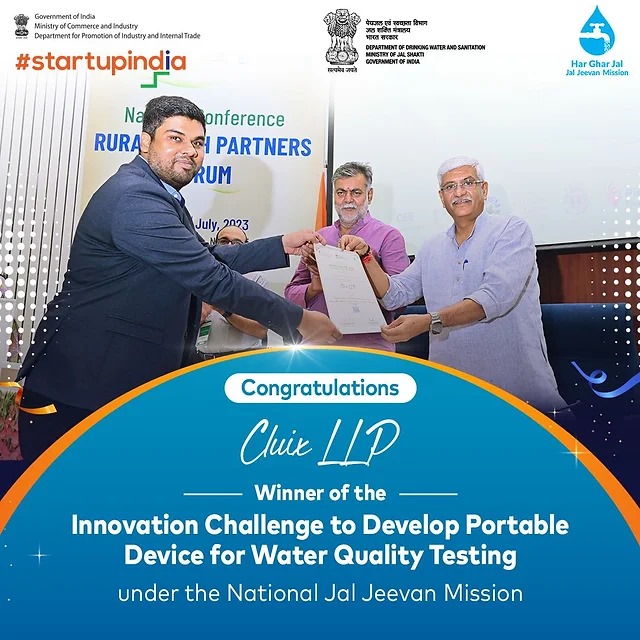 Government of India
Ministry of Commerce and Industry
Department for Promotion of Industry and Internal Trade
#startupindia
पेयजल एवं स्वच्छता विभाग
जल शक्ति मंत्रालय
भारत सरकार
DEPARTMENT OF DRINKING WATER AND SANITATION
MINISTRY OF JAL SHAKTI
GOVERNMENT OF INDIA
सत्यमेव जयते
Har Ghar Jal
Jal Jeevan Mission
Na onference
RURA PARTNERS
RUM
July, 2023
Congratulations
Cluix LLP
Winner of the
Innovation Challenge to Develop Portable
Device for Water Quality Testing
under the National Jal Jeevan Mission